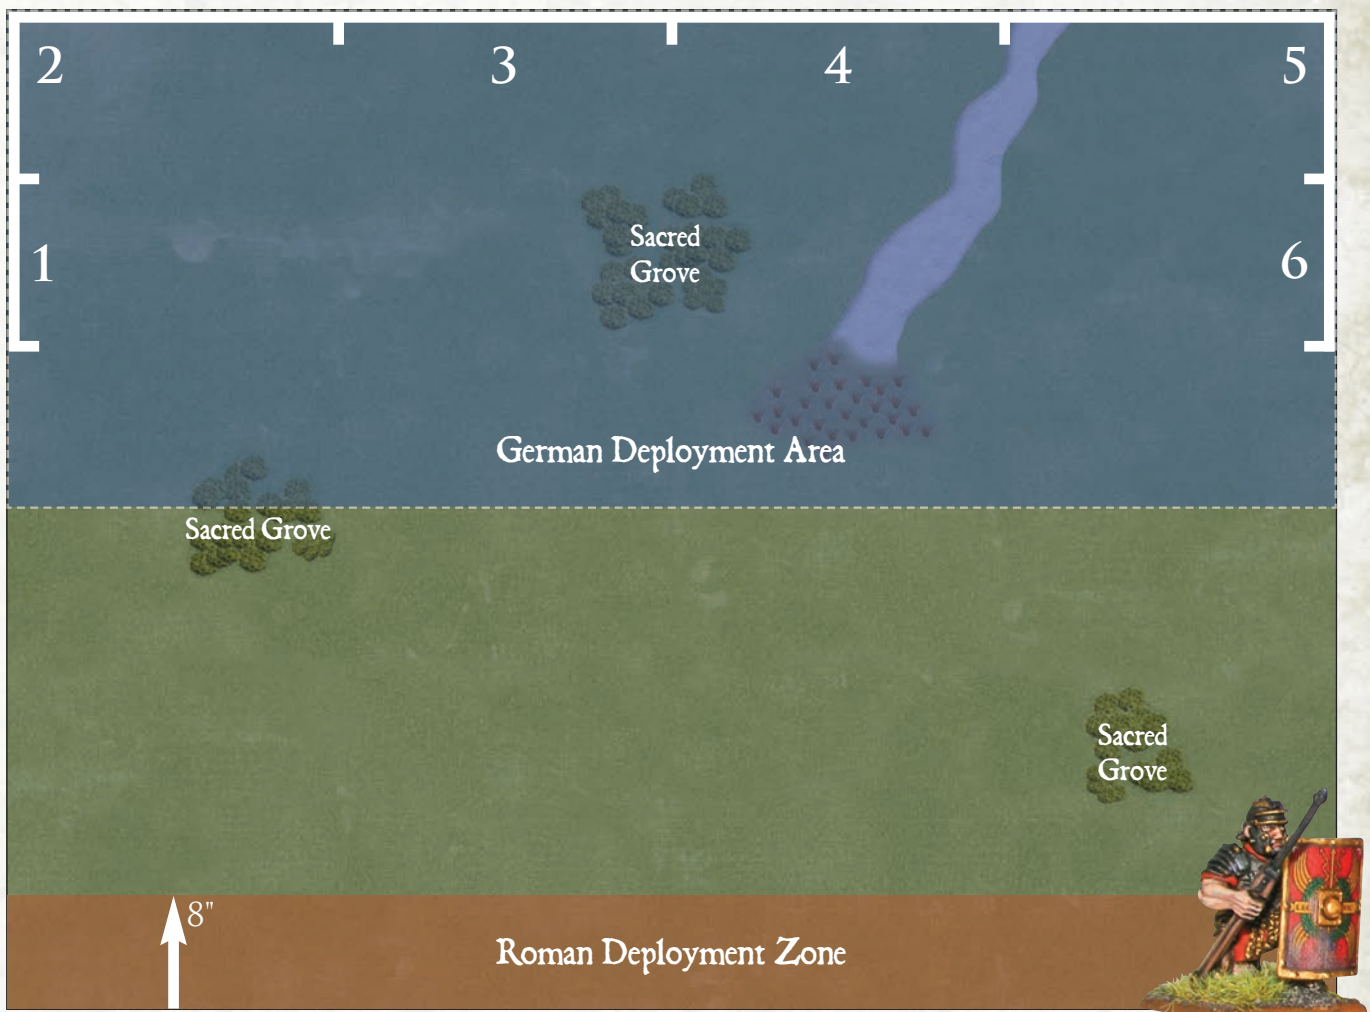 2
3
4
5
1
6
Sacred
Grove
German Deployment Area
Sacred Grove
Sacred
Grove
8"
Roman Deployment Zone